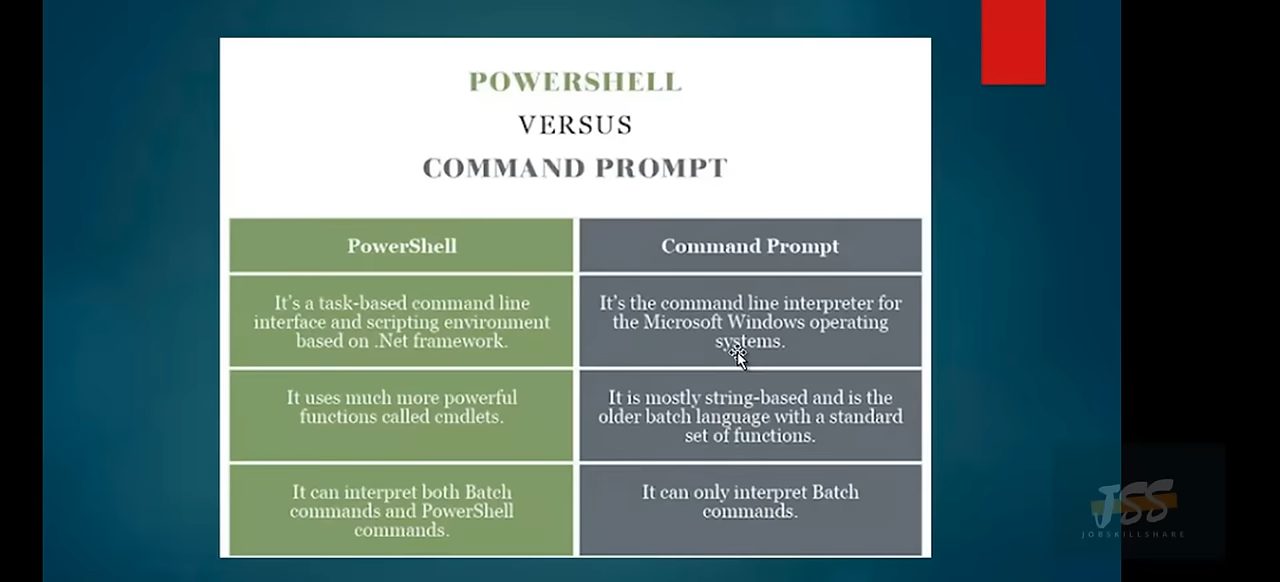 POWERSHELL
VERSUS
COMMAND PROMPT
PowerShell
Command Prompt
It's a task-based command line
interface and scripting environment
based on .Net framework.
It's the command line interpreter for
the Microsoft Windows operating
systems.
It uses much more powerful
functions called cmdlets.
It is mostly string-based and is the
older batch language with a standard
set of functions.
It can interpret both Batch
commands and PowerShell
commands.
It can only interpret Batch
commands.
JSS
JOBSKILLSHARE